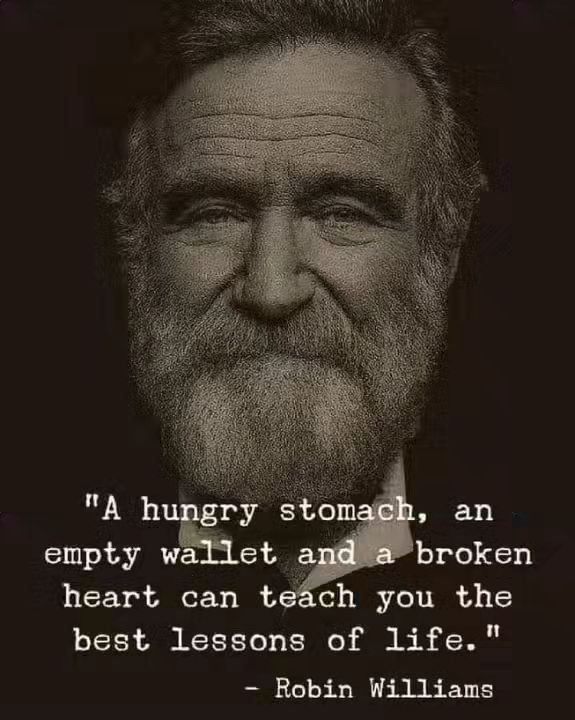 "A hungry stomach, an
empty wallet and a broken
heart can teach you the
best lessons of life."
- Robin Williams